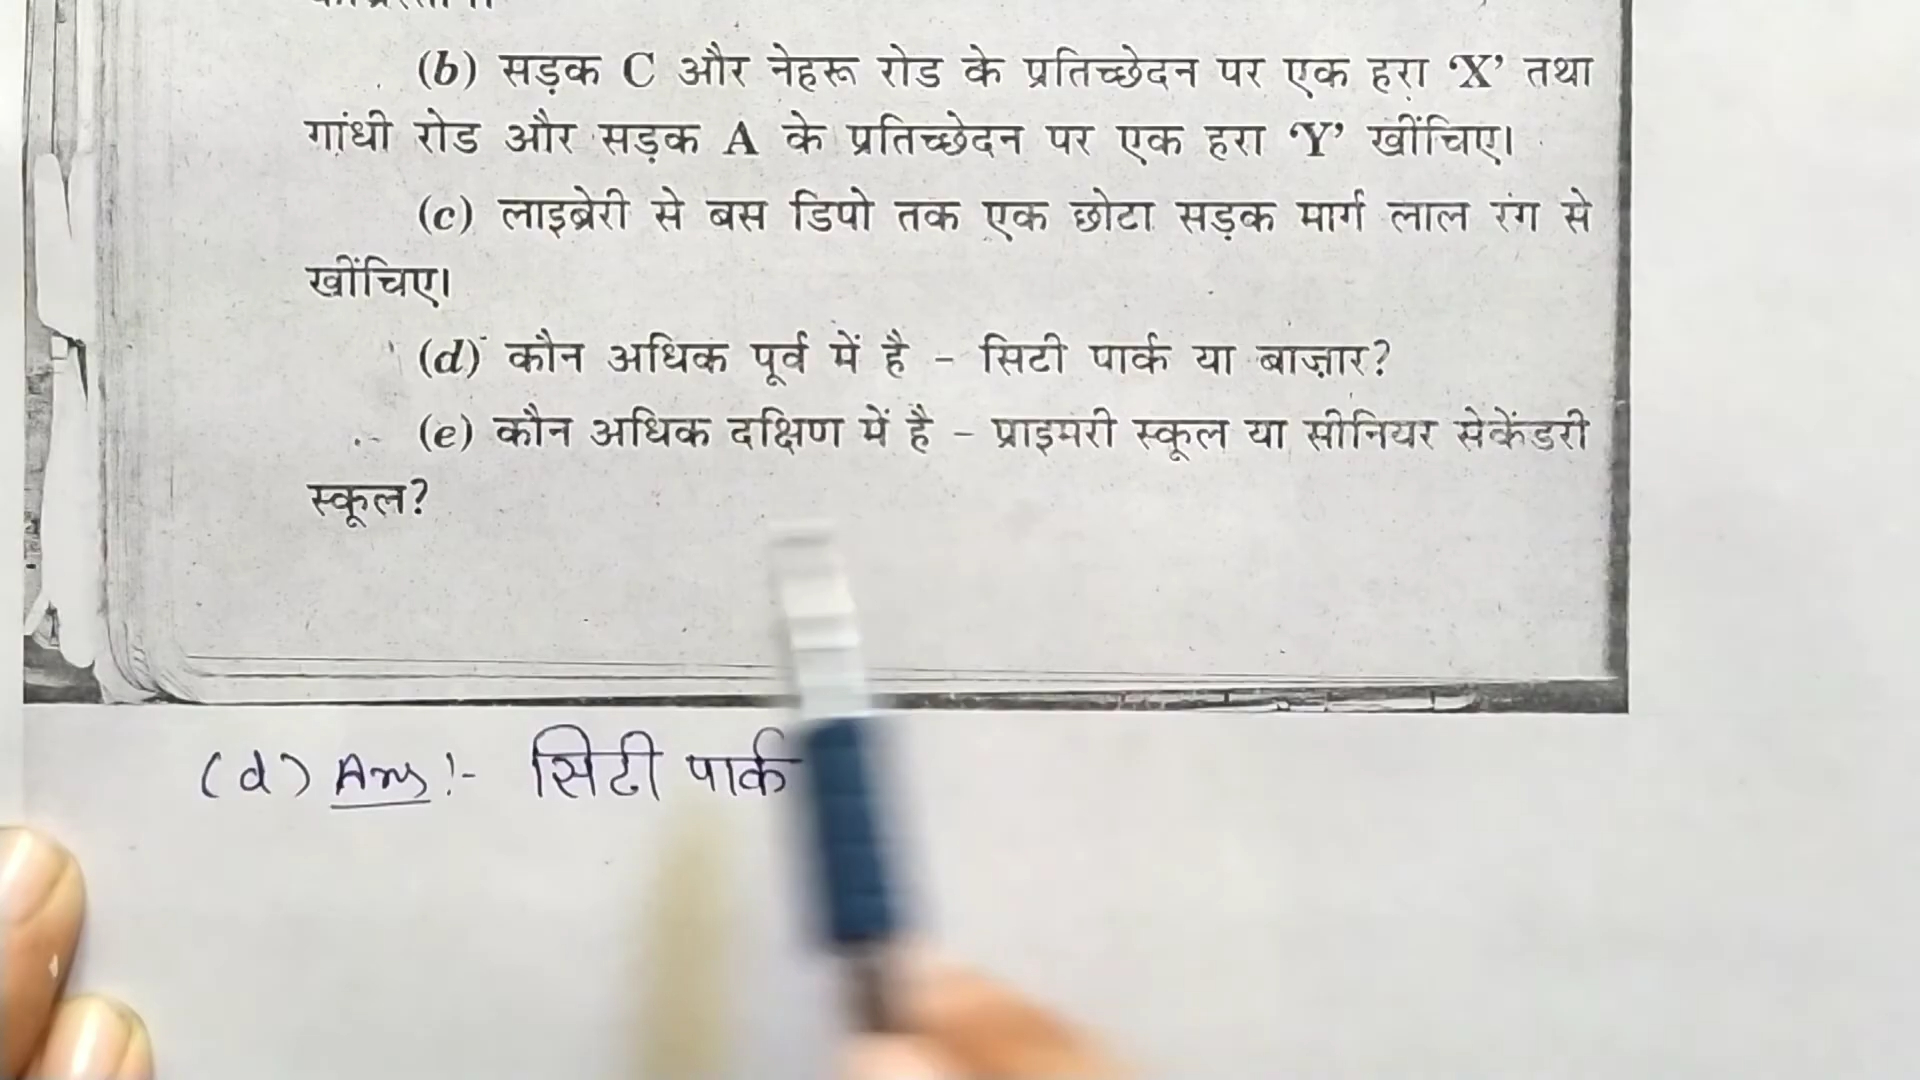 (b) सड़क C और नेहरू रोड के प्रतिच्छेदन पर एक हरा ‘X’ तथा
गांधी रोड और सड़क A के प्रतिच्छेदन पर एक हरा ‘Y’ खींचिए।
(c) लाइब्रेरी से बस डिपो तक एक छोटा सड़क मार्ग लाल रंग से
खींचिए।
(d) कौन अधिक पूर्व में है – सिटी पार्क या बाज़ार?
(e) कौन अधिक दक्षिण में है – प्राइमरी स्कूल या सीनियर सेकेंडरी
स्कूल?
(d) Ans :- सिटी पार्क